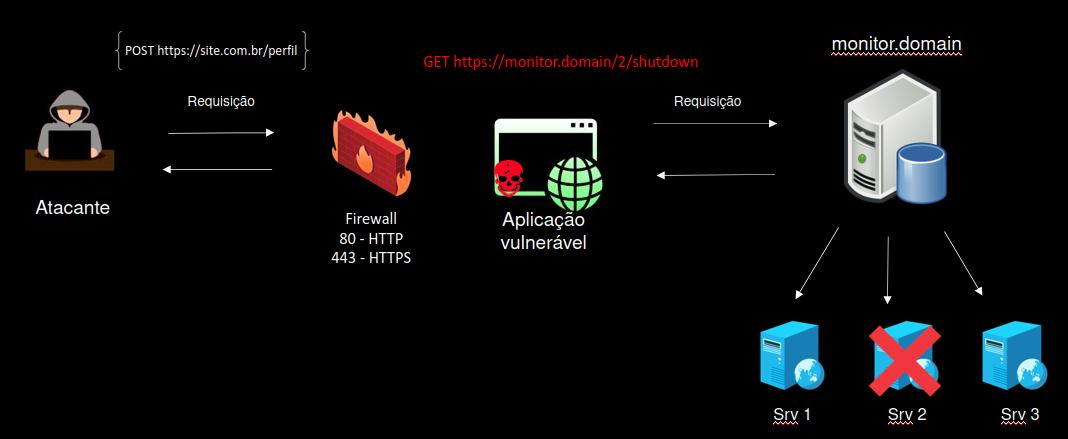 POST https://site.com.br/perfil
GET https://monitor.domain/2/shutdown
monitor.domain
Requisição
Requisição
Atacante
Firewall
80 - HTTP
443 - HTTPS
Aplicação
vulnerável
Srv 1
Srv 2
Srv 3